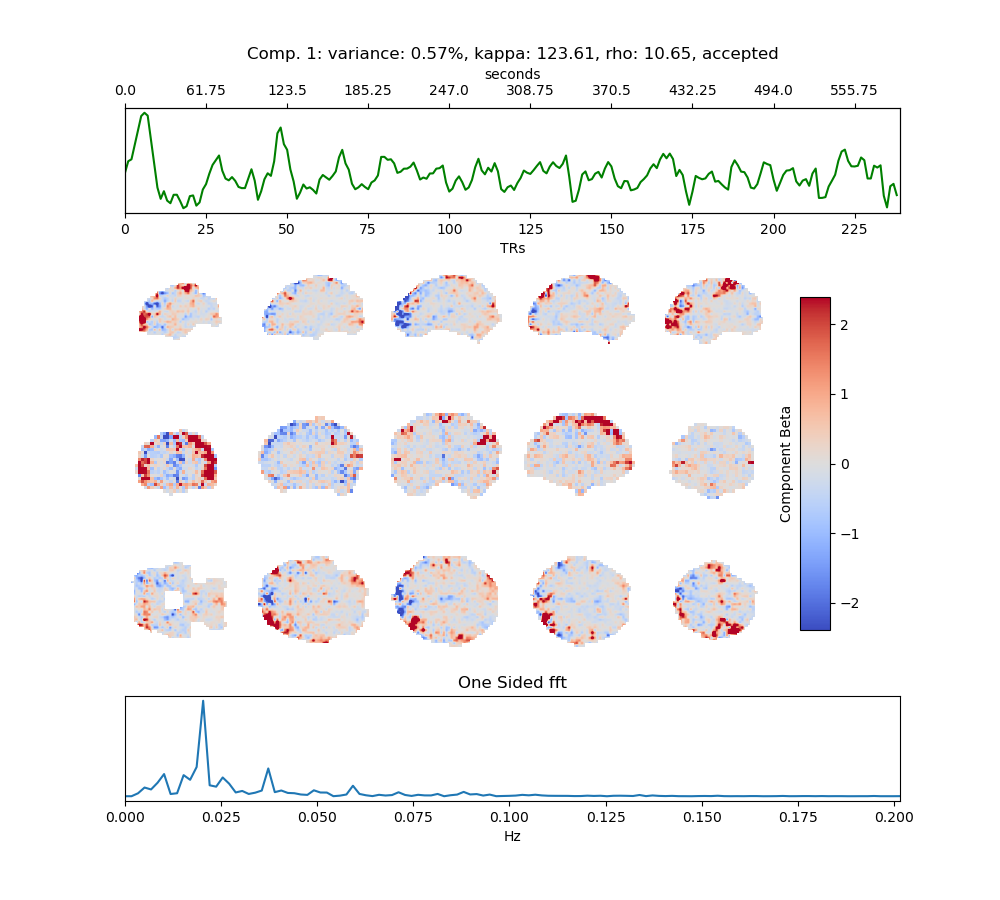 Comp. 1: variance: 0.57%, kappa: 123.61, rho: 10.65, accepted
seconds
0.0 61.75 123.5 185.25 247.0 308.75 370.5 432.25 494.0 555.75
0 25 50 75 100 125 150 175 200 225
TRs
2
1
0
−1
−2
Component Beta
One Sided fft
0.000 0.025 0.050 0.075 0.100 0.125 0.150 0.175 0.200
Hz